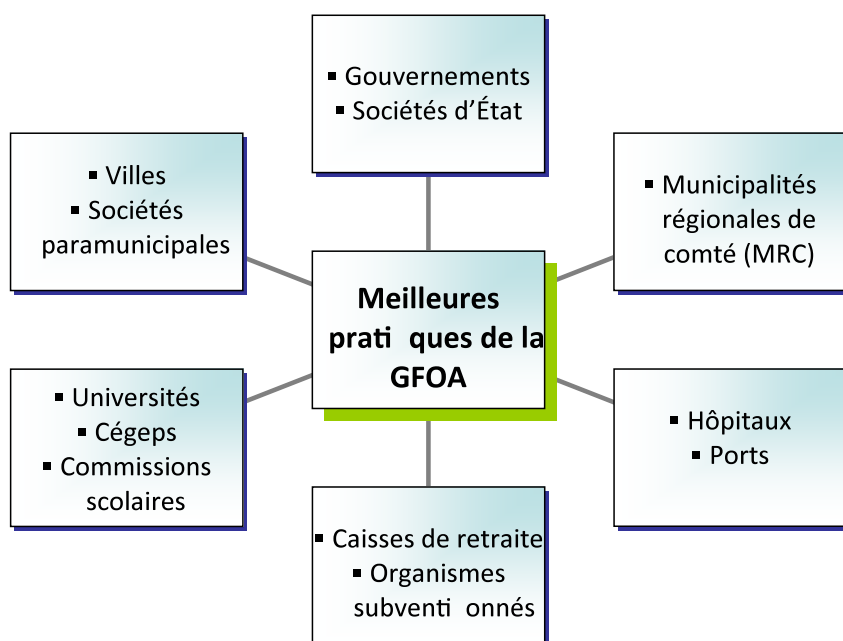 ▪ Gouvernements
▪ Sociétés d’État
▪ Villes
▪ Sociétés
paramunicipales
▪ Municipalités
régionales de
comté (MRC)
Meilleures
prati ques de la
GFOA
▪ Universités
▪ Cégeps
▪ Commissions
scolaires
▪ Hôpitaux
▪ Ports
▪ Caisses de retraite
▪ Organismes
subventi onnés